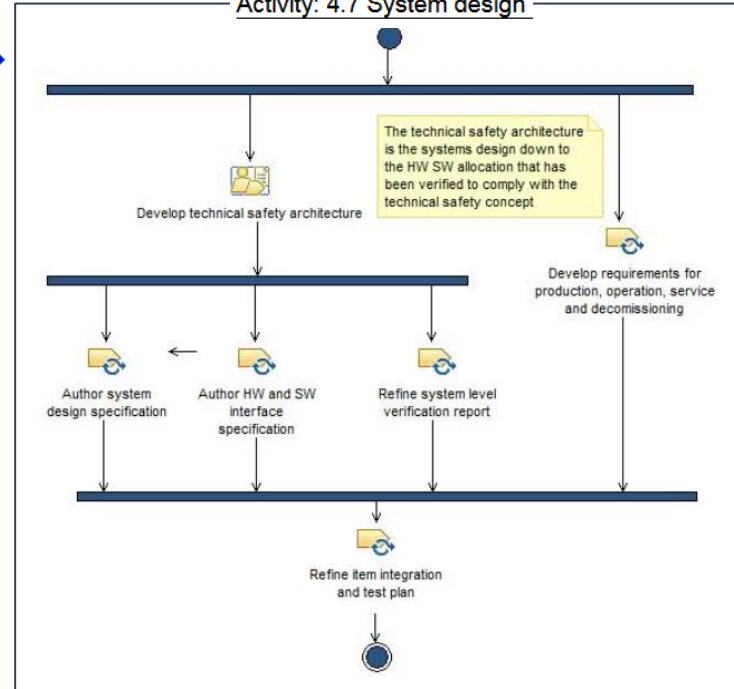 Activity: 4.7 System design
The technical safety architecture
is the systems design down to
the HW SW allocation that has
been verified to comply with the
technical safety concept
Develop technical safety architecture
Develop requirements for
production, operation, service
and decomissioning
Author system
design specification
Author HW and SW
interface
specification
Refine system level
verification report
Refine item integration
and test plan